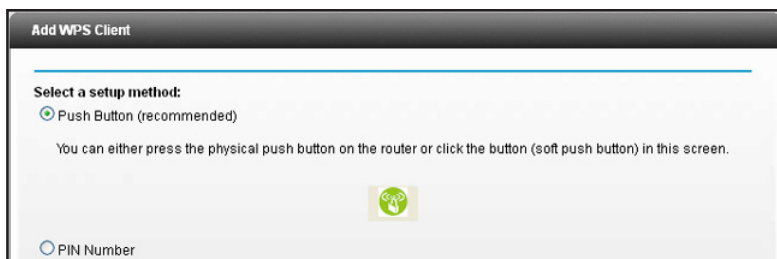 Add WPS Client
Select a setup method:
Push Button (recommended)
You can either press the physical push button on the router or click the button (soft push button) in this screen.
PIN Number